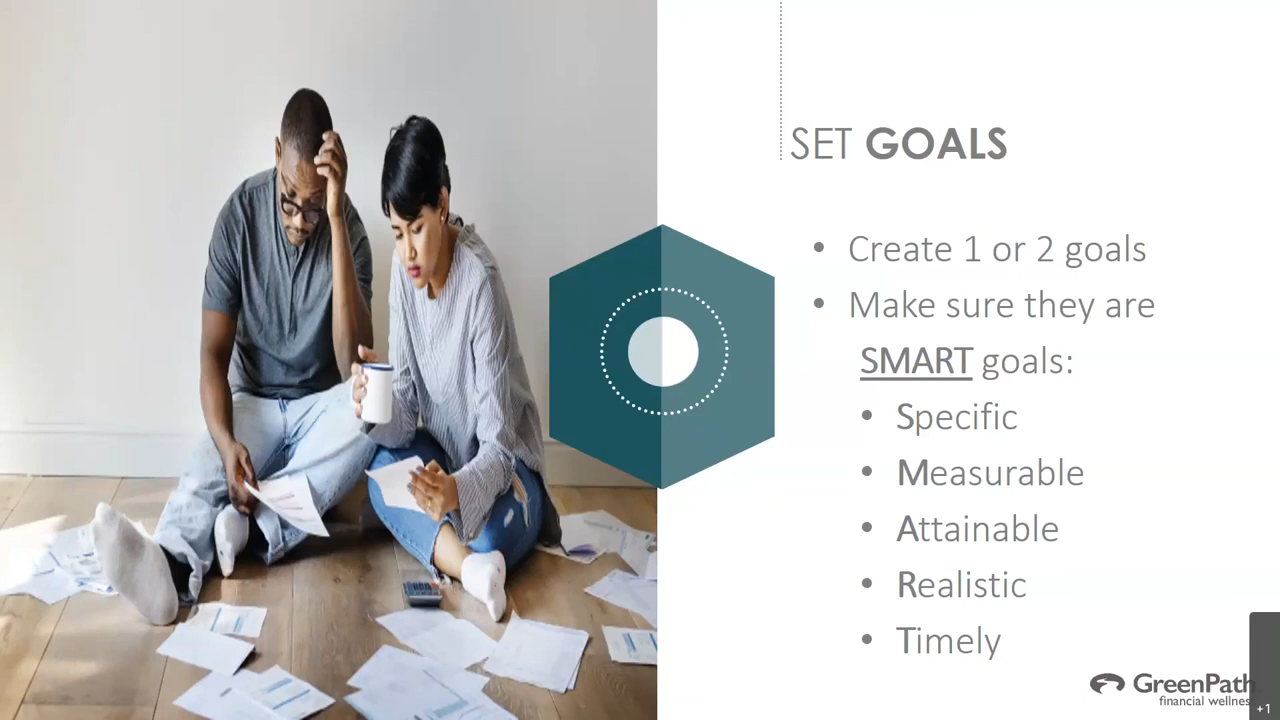 SET GOALS
• Create 1 or 2 goals
• Make sure they are
SMART goals:
• Specific
• Measurable
• Attainable
• Realistic
• Timely
GreenPath
financial wellness
+1